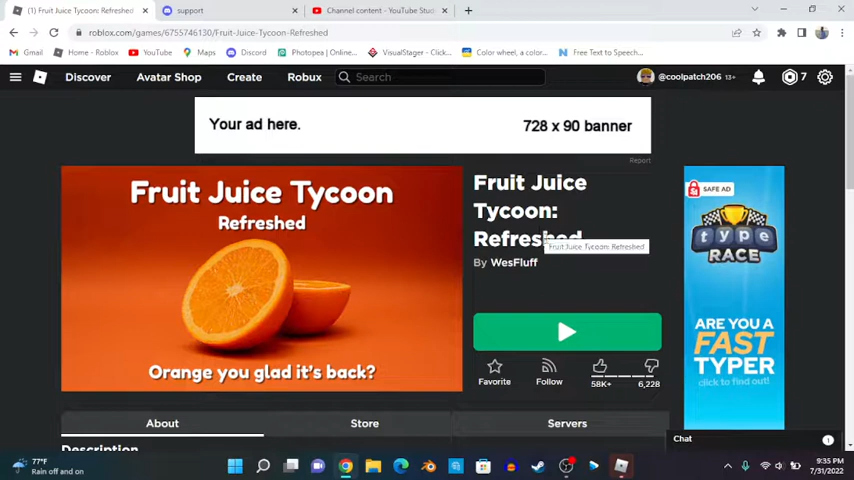 (1) Fruit Juice Tycoon: Refreshed
support
Channel content - YouTube Stud
roblox.com/games/6755746130/Fruit-Juice-Tycoon-Refreshed
Gmail
Home - Roblox
YouTube
Maps
Discord
Photopea | Online...
VisualStager - Click...
Color wheel, a color...
Free Text to Speech...
Discover
Avatar Shop
Create
Robux
Search
@coolpatch206 13+
7
Your ad here.
728 x 90 banner
Report
Fruit Juice Tycoon
Refreshed
Orange you glad it's back?
Fruit Juice
Tycoon:
Refreshed
Fruit Juice Tycoon: Refreshed
By WesFluff
Favorite
Follow
58K+
6,228
SAFE AD
type
RACE
ARE YOU A
FAST
TYPER
click to find out!
About
Store
Servers
Description
Chat
1
77°F
Rain off and on
9:35 PM
7/31/2022